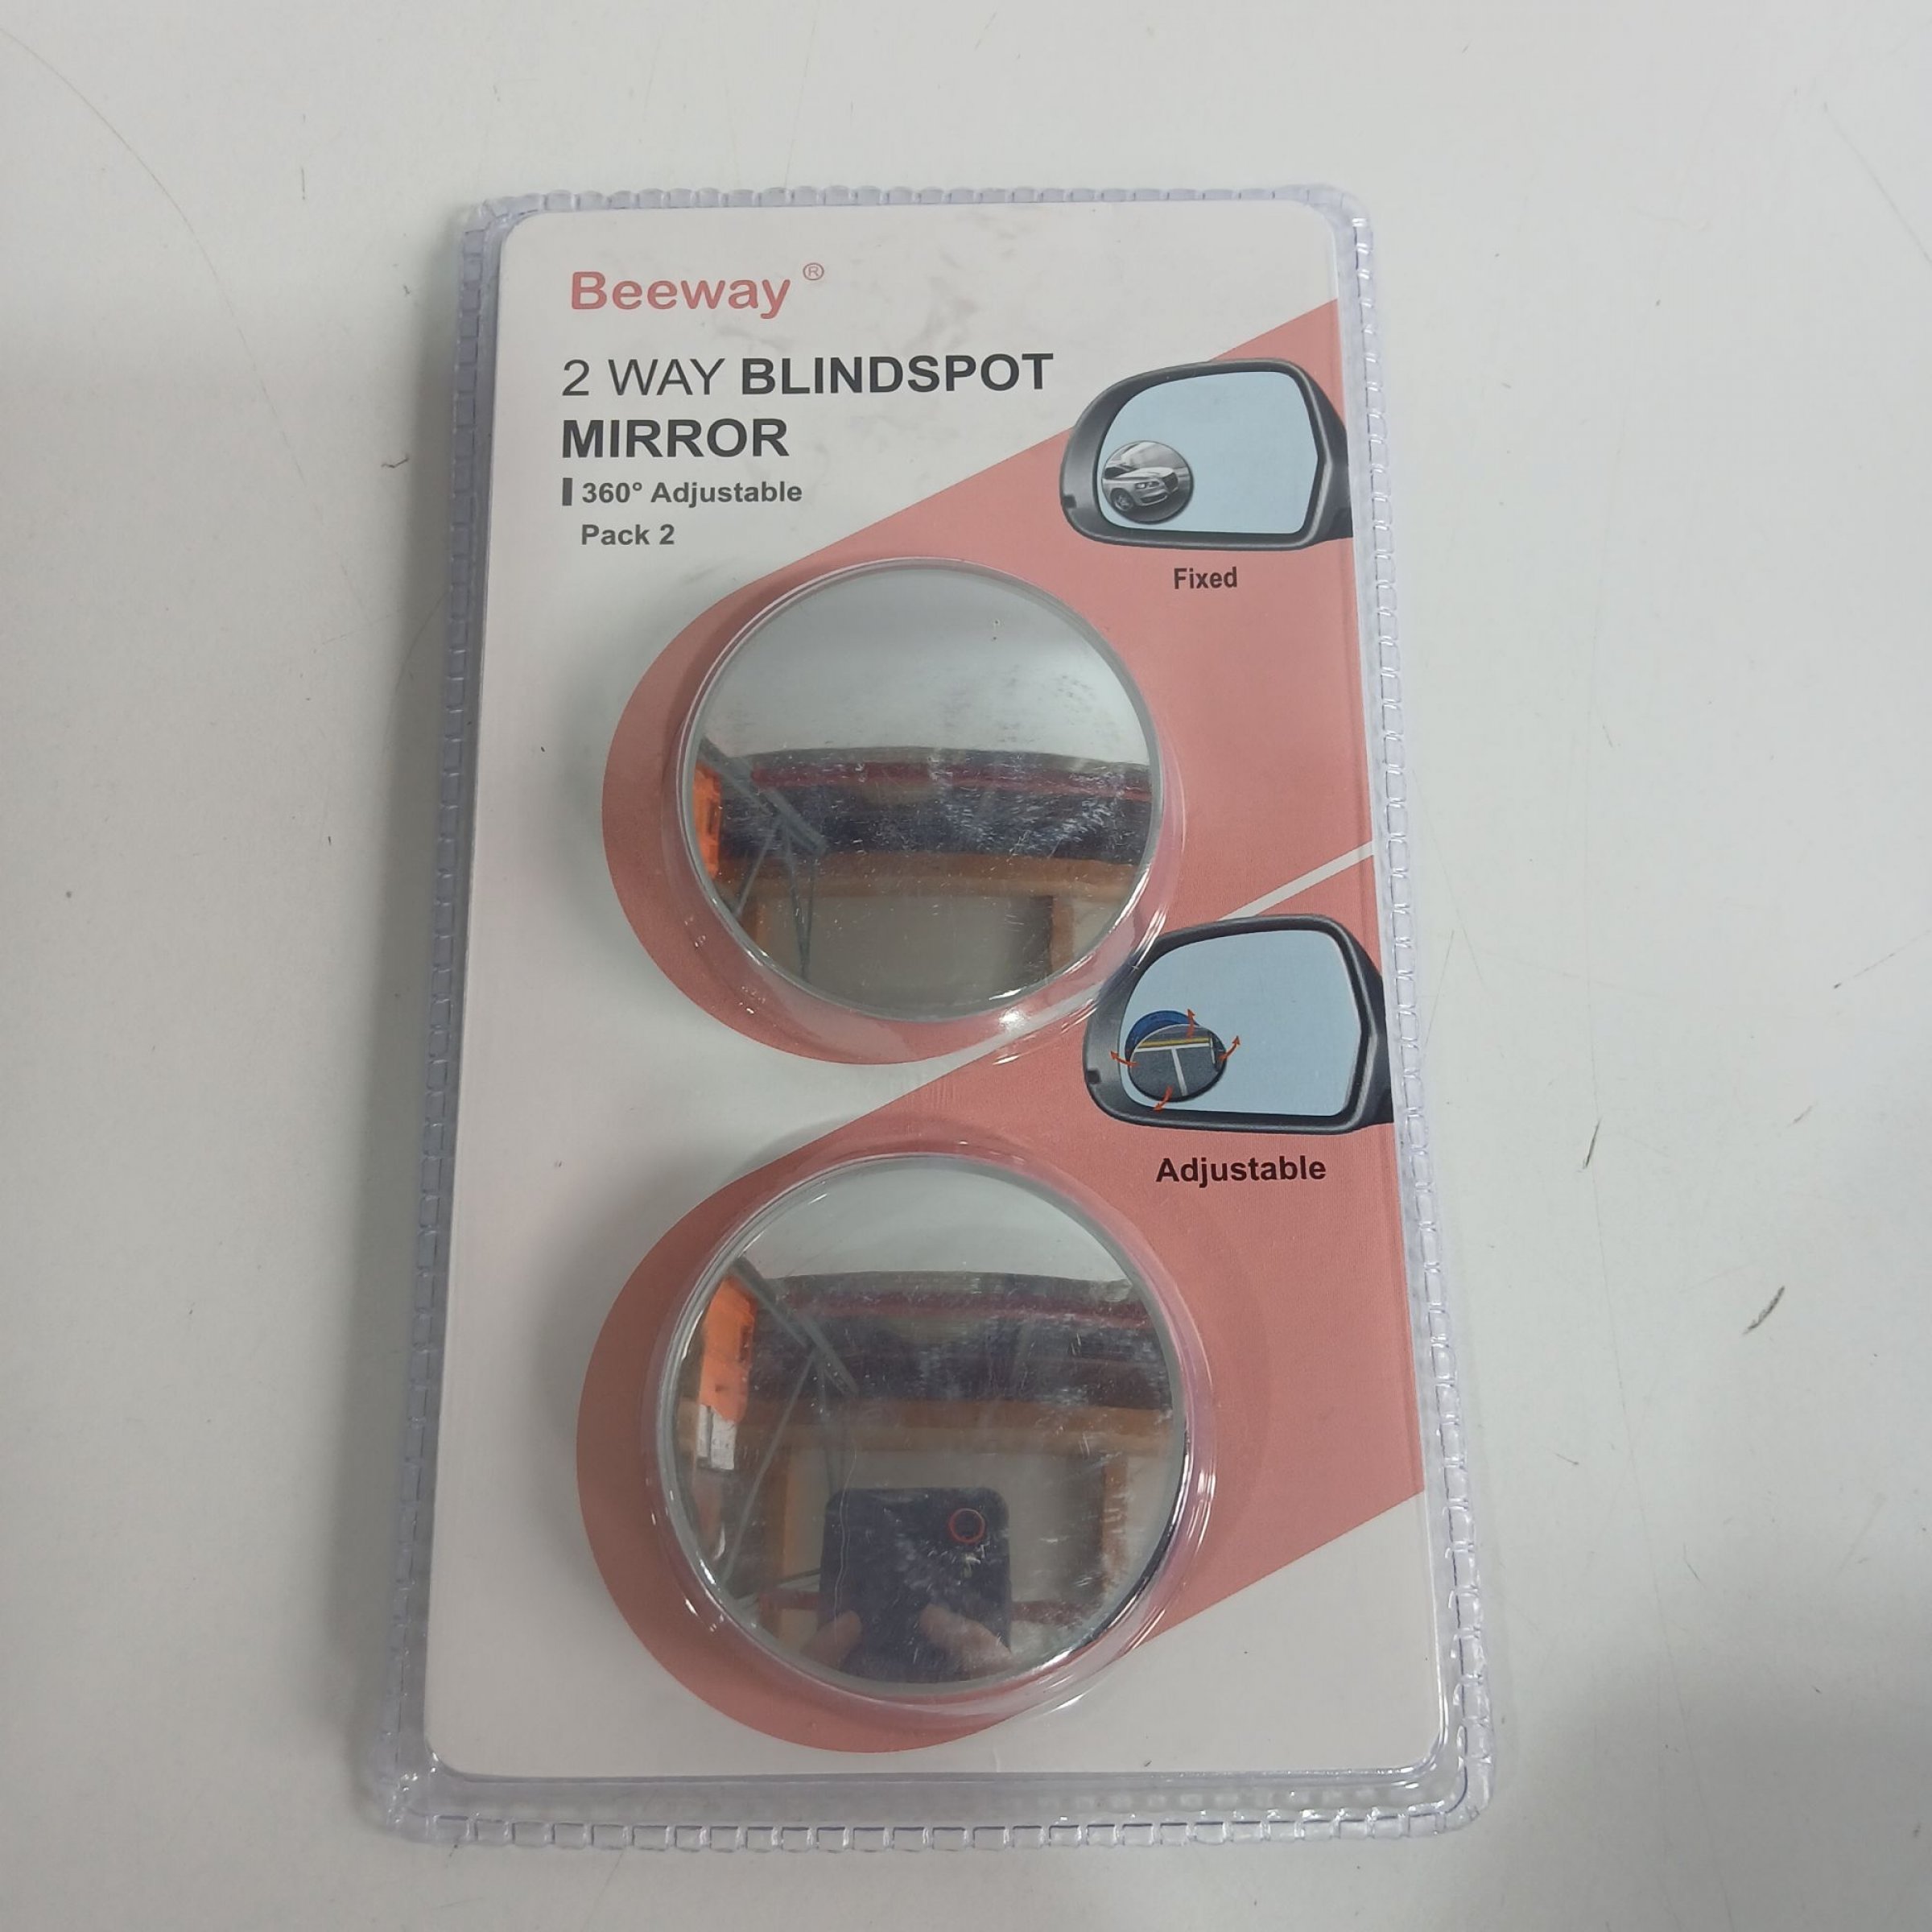 Beeway®
2 WAY BLINDSPOT
MIRROR
360° Adjustable
Pack 2
Fixed
Adjustable